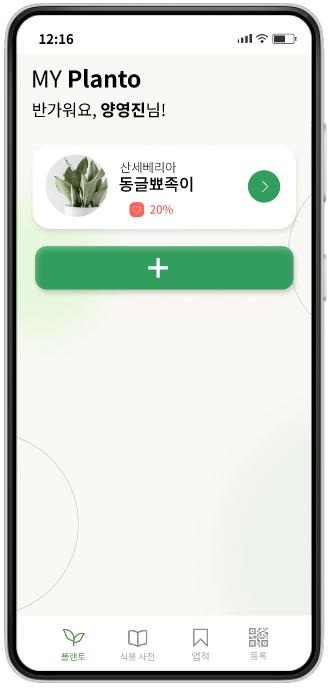 12:16
MY Planto
반가워요, 양영진님!
산세베리아
동글뾰족이
20%
플랜토 식물 사전 업적 등록